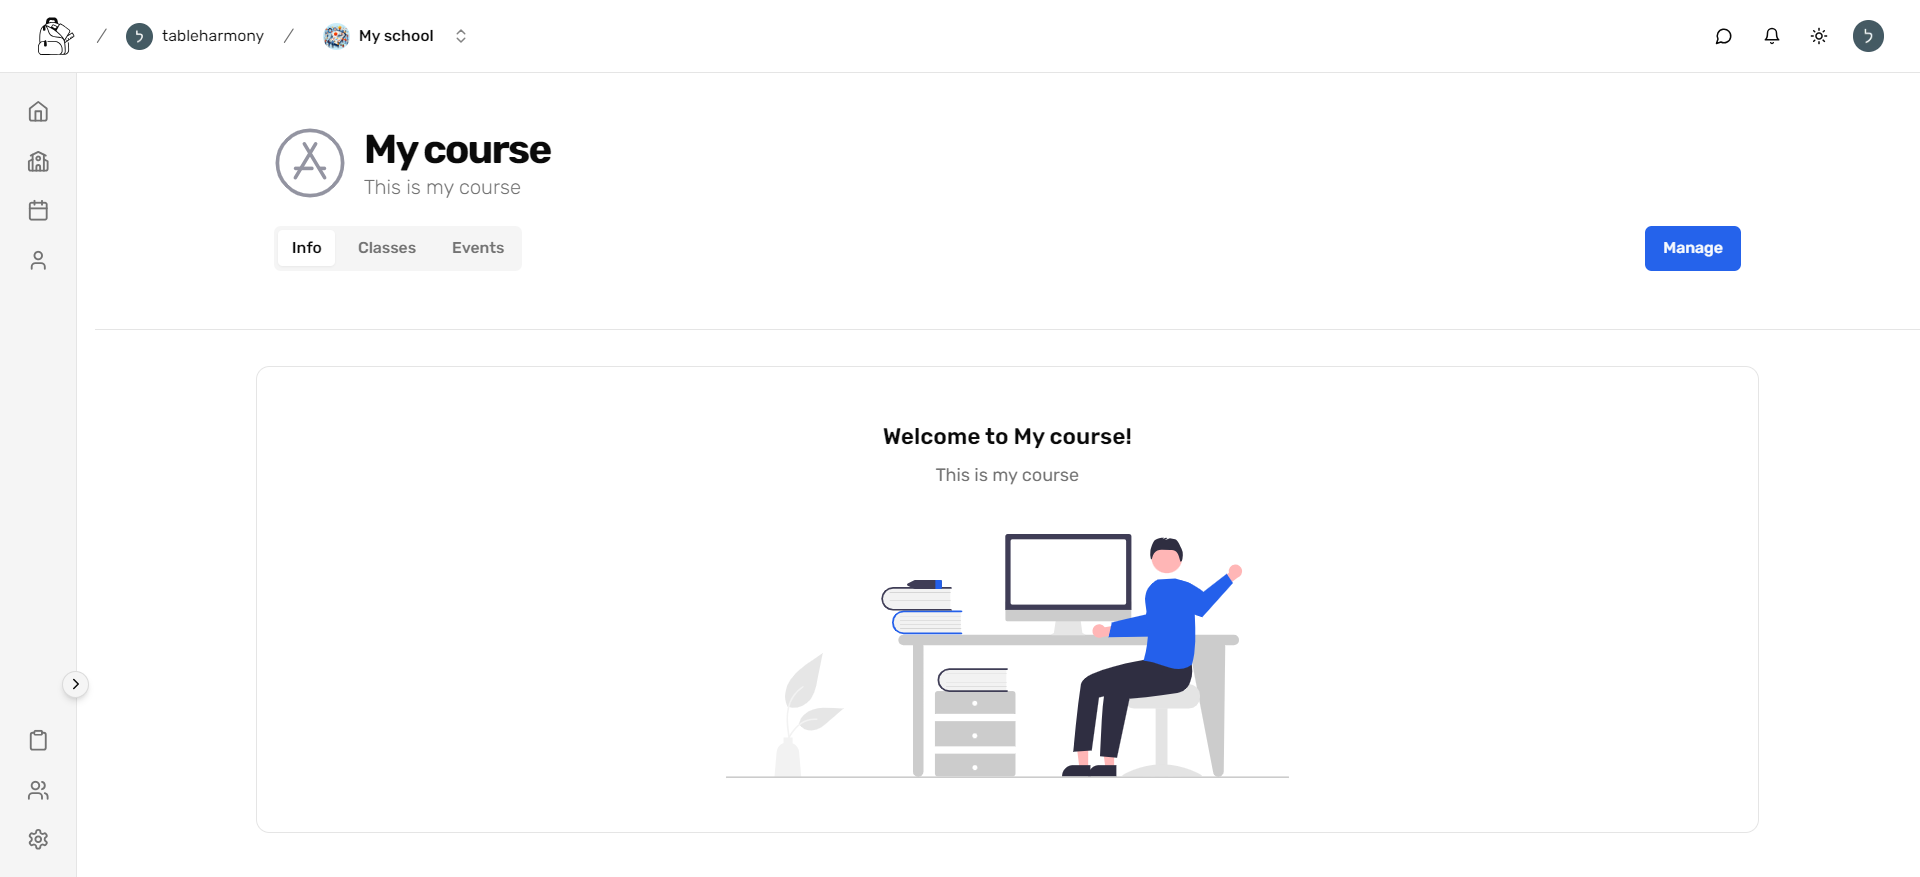 / ל tableharmony / My school
ל
My course
This is my course
Info Classes Events
Manage
Welcome to My course!
This is my course